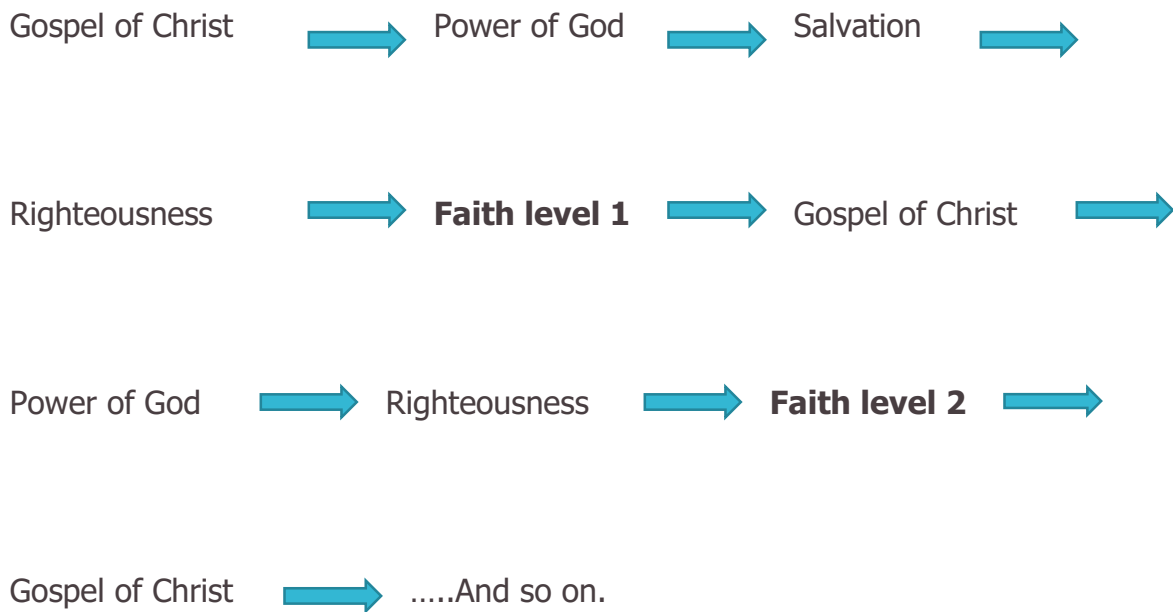 Gospel of Christ Power of God Salvation
Righteousness Faith level 1 Gospel of Christ
Power of God Righteousness Faith level 2
Gospel of Christ .....And so on.